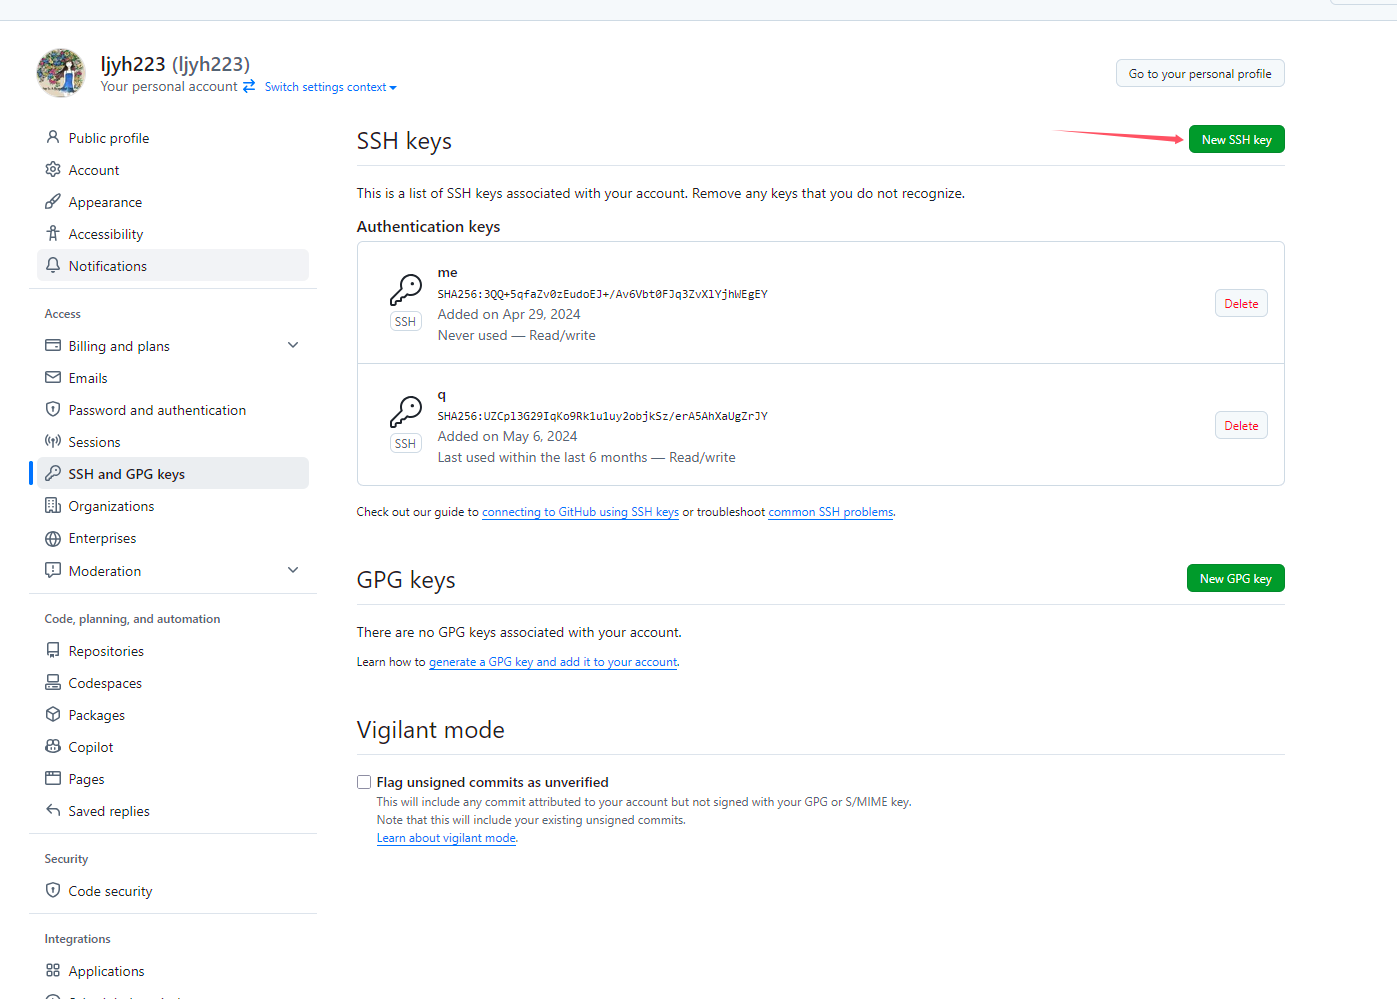 ljyh223 (ljyh223)
Your personal account Switch settings context
Go to your personal profile
Public profile
Account
Appearance
Accessibility
Notifications
Access
Billing and plans
Emails
Password and authentication
Sessions
SSH and GPG keys
Organizations
Enterprises
Moderation
Code, planning, and automation
Repositories
Codespaces
Packages
Copilot
Pages
Saved replies
Security
Code security
Integrations
Applications
SSH keys
New SSH key
This is a list of SSH keys associated with your account. Remove any keys that you do not recognize.
Authentication keys
me
SHA256:3QQ+5qfaZv0zEudoEJ+/Av6Vbt0FJq3ZvXlYjhWEgEY
SSH
Added on Apr 29, 2024
Never used — Read/write
Delete
q
SHA256:UZCpl3G29IqKo9Rk1u1uy2objkSz/erA5AhXaUgZrJY
SSH
Added on May 6, 2024
Last used within the last 6 months — Read/write
Delete
Check out our guide to connecting to GitHub using SSH keys or troubleshoot common SSH problems.
GPG keys
New GPG key
There are no GPG keys associated with your account.
Learn how to generate a GPG key and add it to your account.
Vigilant mode
Flag unsigned commits as unverified
This will include any commit attributed to your account but not signed with your GPG or S/MIME key.
Note that this will include your existing unsigned commits.
Learn about vigilant mode.